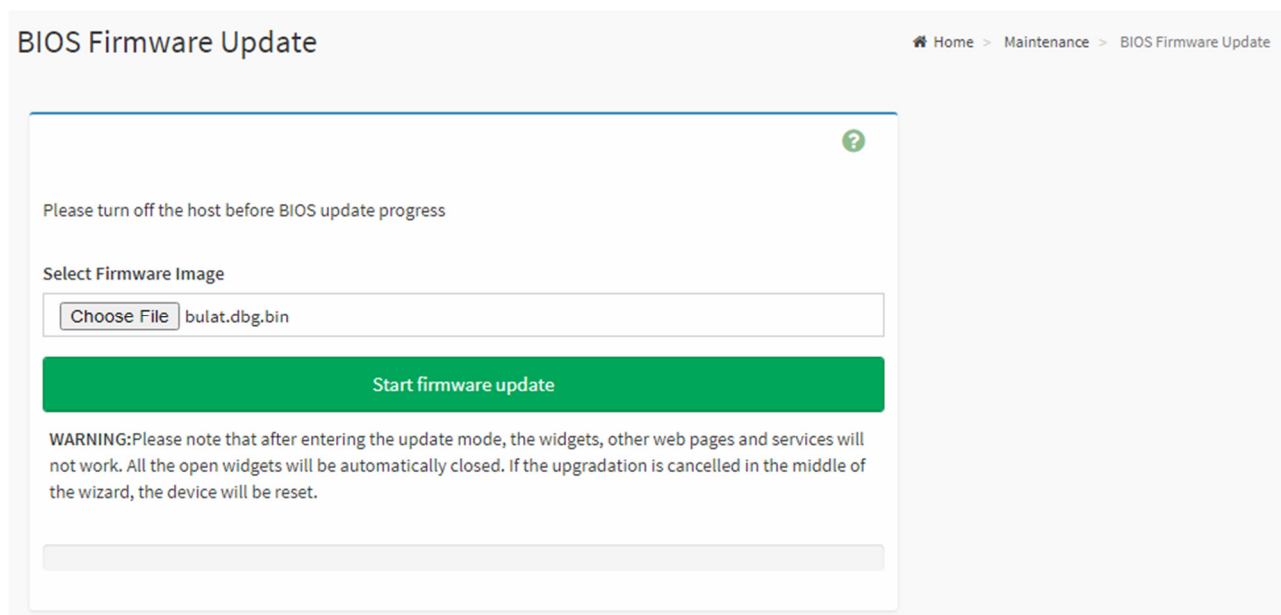 BIOS Firmware Update
Home > Maintenance > BIOS Firmware Update
Please turn off the host before BIOS update progress
Select Firmware Image
Choose File bulat.dbg.bin
Start firmware update
WARNING:Please note that after entering the update mode, the widgets, other web pages and services will
not work. All the open widgets will be automatically closed. If the upgradation is cancelled in the middle of
the wizard, the device will be reset.